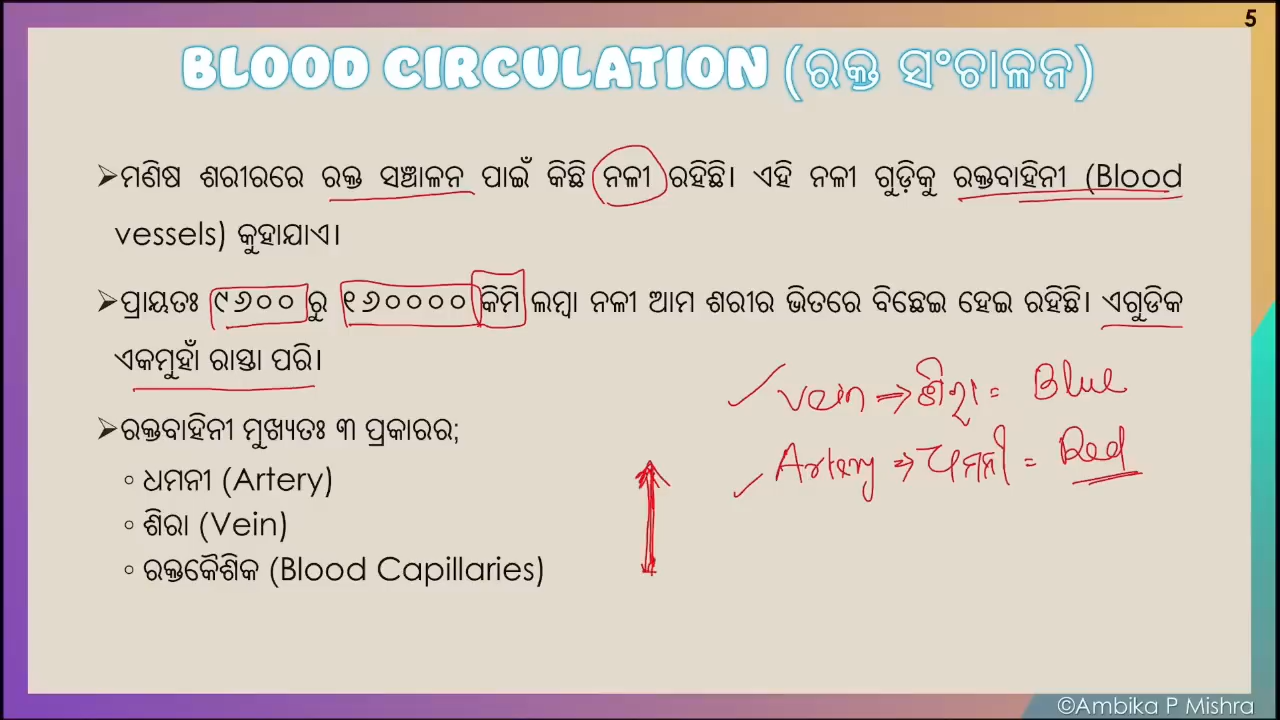 5
BLOOD CIRCULATION (ରକ୍ତ ସଂଚାଳନ)
➢ମଣିଷ ଶରୀରରେ ରକ୍ତ ସଞ୍ଚାଳନ ପାଇଁ କିଛି ନଳୀ ରହିଛି। ଏହି ନଳୀ ଗୁଡ଼ିକୁ ରକ୍ତବାହିନୀ (Blood
vessels) କୁହାଯାଏ।
➢ପ୍ରାୟତଃ ୯୬୦୦ ରୁ ୧୬୦୦୦୦ କିମି ଲମ୍ବା ନଳୀ ଆମ ଶରୀର ଭିତରେ ବିଛେଇ ହେଇ ରହିଛି। ଏଗୁଡିକ
ଏକମୁହାଁ ରାସ୍ତା ପରି।
Vein ⇒ ଶିରା = Blue
➢ରକ୍ତବାହିନୀ ମୁଖ୍ୟତଃ ୩ ପ୍ରକାରର;
Artery ⇒ ଧମନୀ = Red
◦ ଧମନୀ (Artery)
◦ ଶିରା (Vein)
◦ ରକ୍ତକୈଶିକ (Blood Capillaries)
©Ambika P Mishra